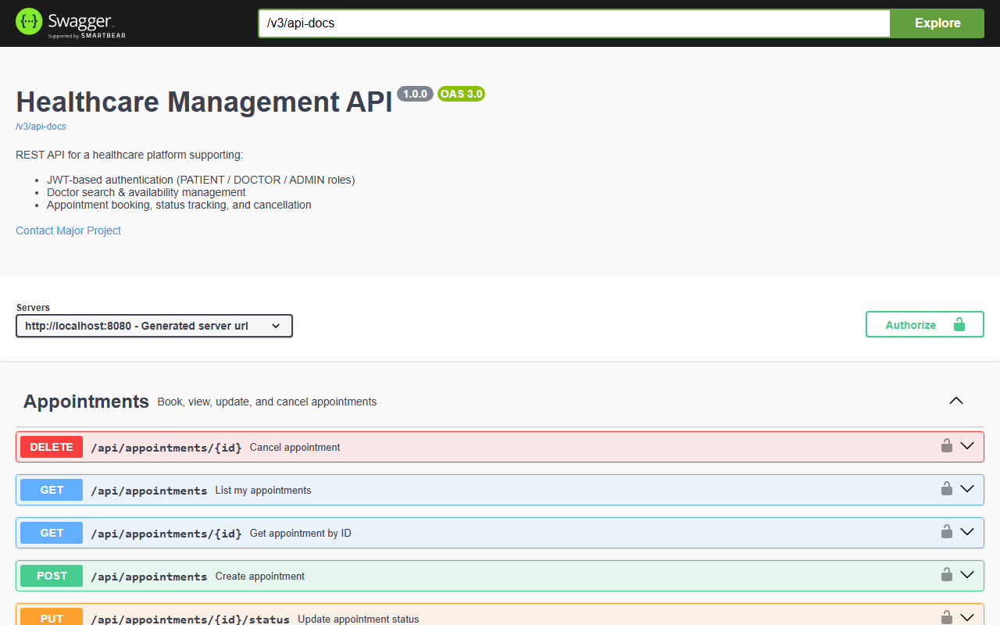 Swagger
Supported by SMARTBEAR
/v3/api-docs
Explore
Healthcare Management API 1.0.0 OAS 3.0
/v3/api-docs
REST API for a healthcare platform supporting:
• JWT-based authentication (PATIENT / DOCTOR / ADMIN roles)
• Doctor search & availability management
• Appointment booking, status tracking, and cancellation
Contact Major Project
Servers
http://localhost:8080 - Generated server url
Authorize
Appointments Book, view, update, and cancel appointments
DELETE /api/appointments/{id} Cancel appointment
GET /api/appointments List my appointments
GET /api/appointments/{id} Get appointment by ID
POST /api/appointments Create appointment
PUT /api/appointments/{id}/status Update appointment status